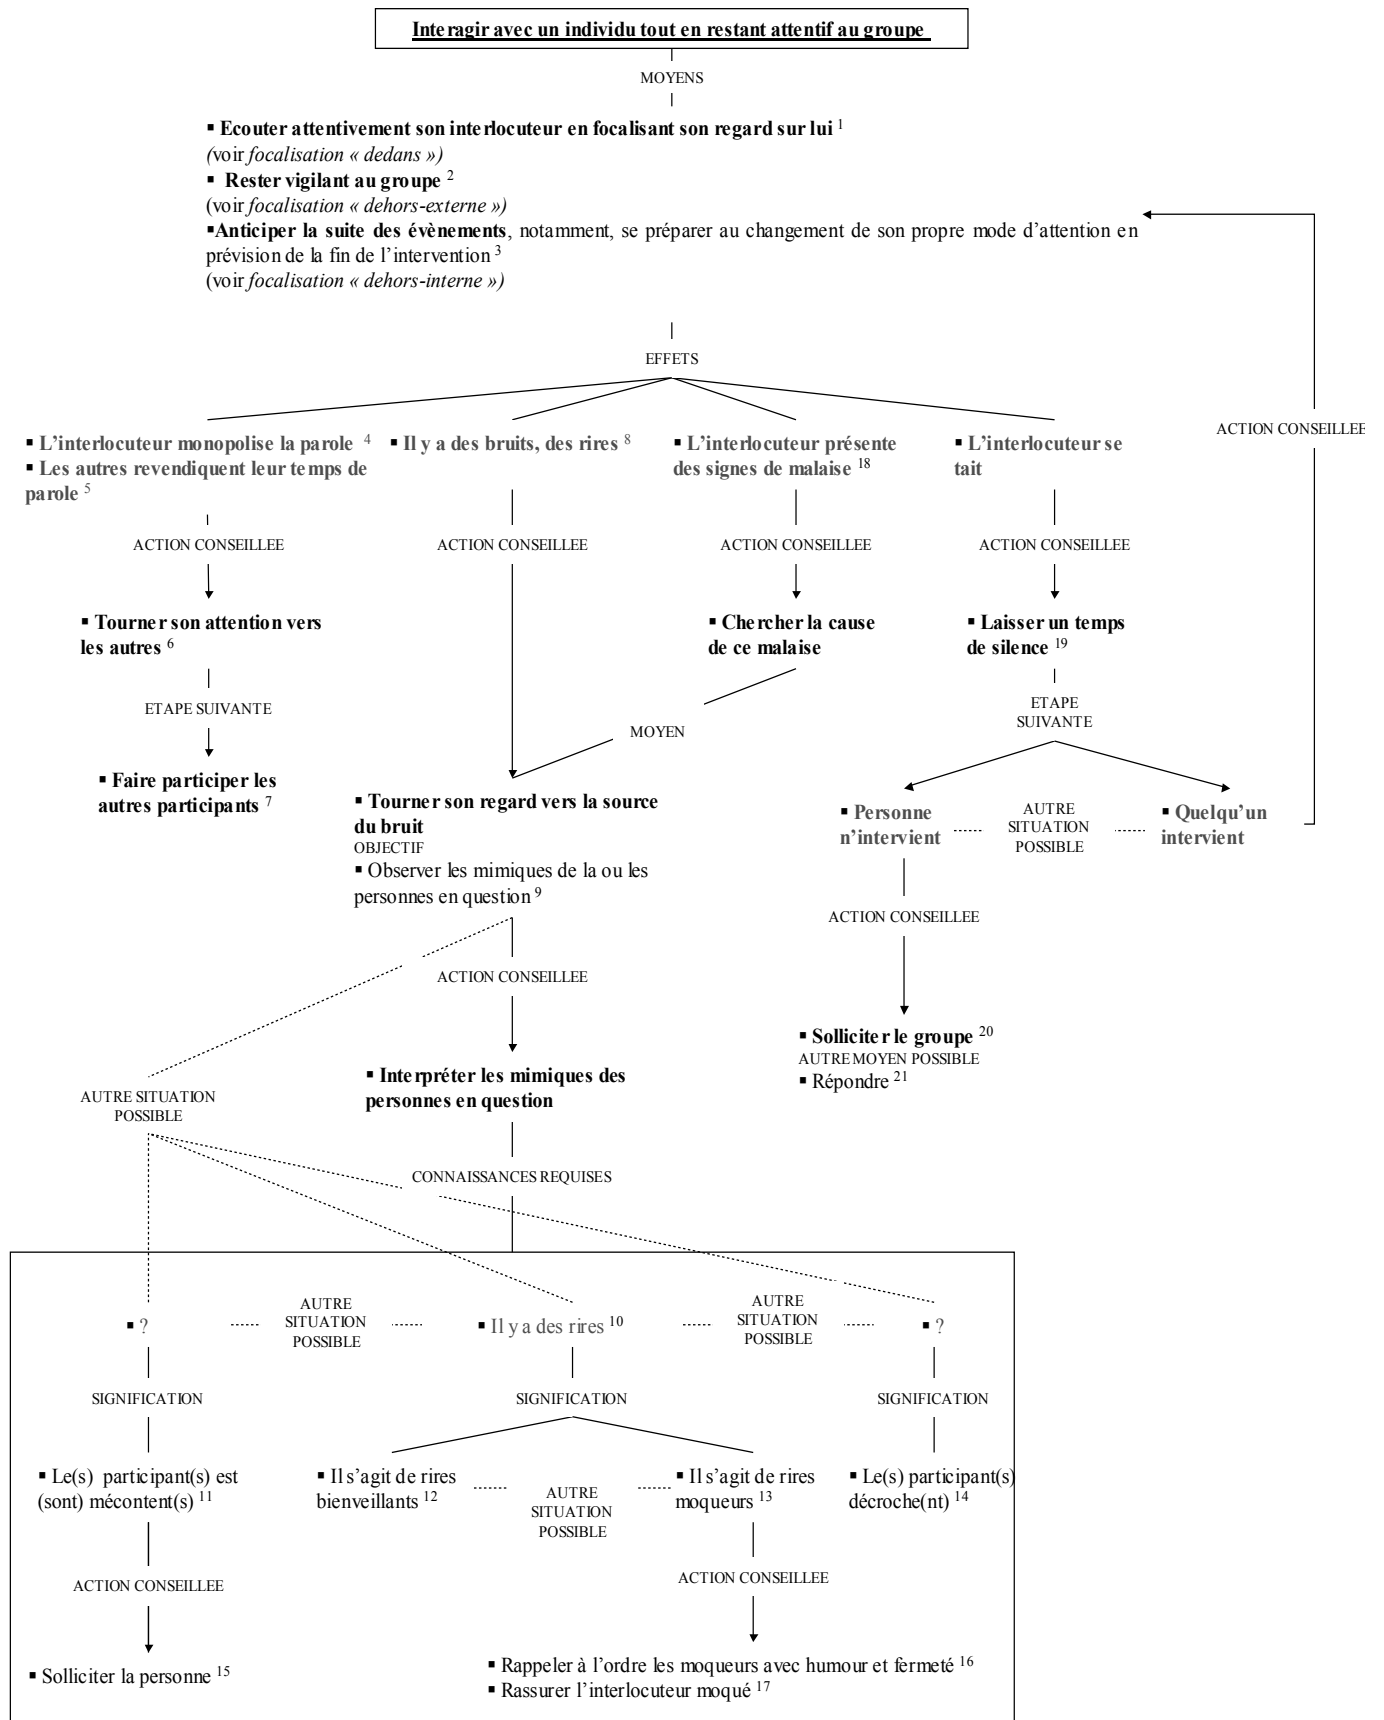 Interagir avec un individu tout en restant attentif au groupe
MOYENS
▪ Ecouter attentivement son interlocuteur en focalisant son regard sur lui 1
(voir focalisation « dedans »)
▪ Rester vigilant au groupe 2
(voir focalisation « dehors-externe »)
▪Anticiper la suite des évènements, notamment, se préparer au changement de son propre mode d'attention en
prévision de la fin de l'intervention 3
(voir focalisation « dehors-interne »)
EFFETS
▪ L'interlocuteur monopolise la parole 4
▪ Les autres revendiquent leur temps de
parole 5
▪ Il y a des bruits, des rires 8
▪ L'interlocuteur présente
des signes de malaise 18
▪ L'interlocuteur se
tait
ACTION CONSEILLEE
ACTION CONSEILLEE
ACTION CONSEILLEE
ACTION CONSEILLEE
ACTION CONSEILLEE
▪ Tourner son attention vers
les autres 6
▪ Chercher la cause
de ce malaise
▪ Laisser un temps
de silence 19
ETAPE SUIVANTE
MOYEN
ETAPE
SUIVANTE
▪ Faire participer les
autres participants 7
▪ Tourner son regard vers la source
du bruit
OBJECTIF
▪ Observer les mimiques de la ou les
personnes en question 9
▪ Personne
n'intervient
AUTRE
SITUATION
POSSIBLE
▪ Quelqu'un
intervient
ACTION CONSEILLEE
ACTION CONSEILLEE
▪ Solliciter le groupe 20
AUTRE MOYEN POSSIBLE
▪ Répondre 21
▪ Interpréter les mimiques des
personnes en question
AUTRE SITUATION
POSSIBLE
CONNAISSANCES REQUISES
▪ ?
AUTRE
SITUATION
POSSIBLE
▪ Il y a des rires 10
AUTRE
SITUATION
POSSIBLE
▪ ?
SIGNIFICATION
SIGNIFICATION
SIGNIFICATION
▪ Le(s) participant(s) est
(sont) mécontent(s) 11
▪ Il s'agit de rires
bienveillants 12
AUTRE
SITUATION
POSSIBLE
▪ Il s'agit de rires
moqueurs 13
▪ Le(s) participant(s)
décroche(nt) 14
ACTION CONSEILLEE
ACTION CONSEILLEE
▪ Solliciter la personne 15
▪ Rappeler à l'ordre les moqueurs avec humour et fermeté 16
▪ Rassurer l'interlocuteur moqué 17